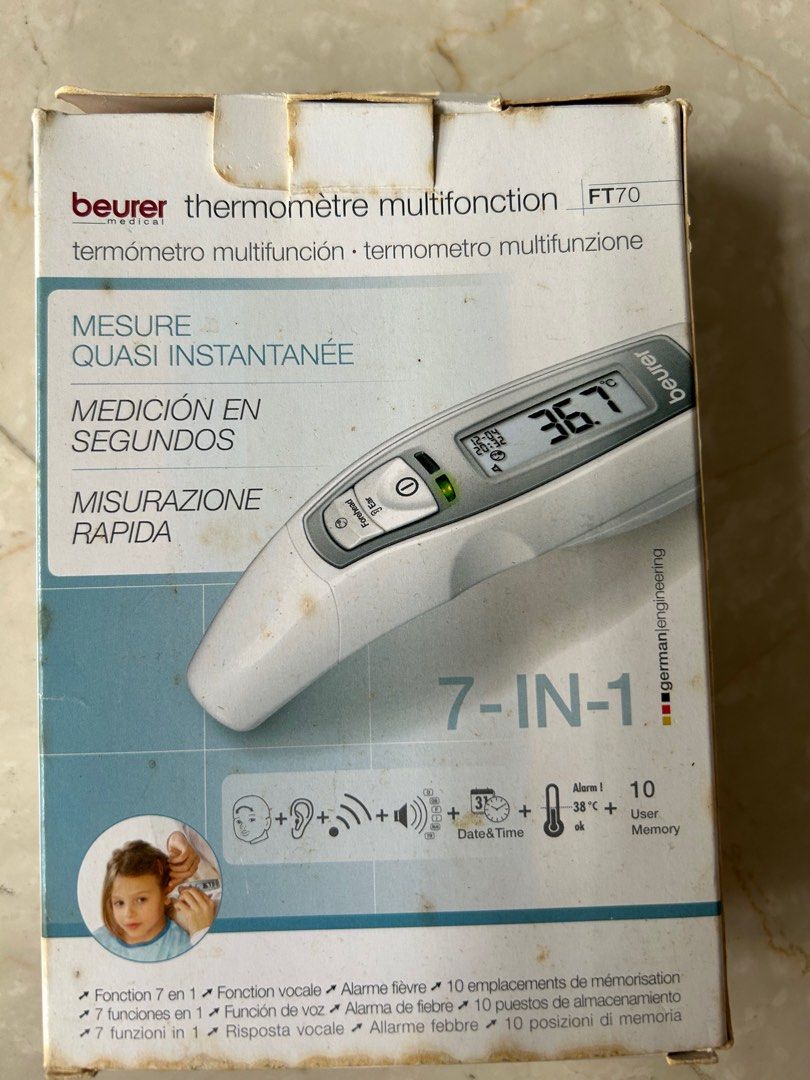 beurer thermomètre multifonction FT70
medical
termómetro multifunción · termometro multifunzione
MESURE
QUASI INSTANTANÉE
MEDICIÓN EN
SEGUNDOS
MISURAZIONE
RAPIDA
beurer
36.7 °C
Ear
Forehead
german|engineering
7-IN-1
31
Date&Time
Alarm !
38 °C
ok
10
User
Memory
↗ Fonction 7 en 1 ↗ Fonction vocale ↗ Alarme fièvre ↗ 10 emplacements de mémorisation
↗ 7 funciones en 1 ↗ Función de voz ↗ Alarma de fiebre ↗ 10 puestos de almacenamiento
↗ 7 funzioni in 1 ↗ Risposta vocale ↗ Allarme febbre ↗ 10 posizioni di memoria